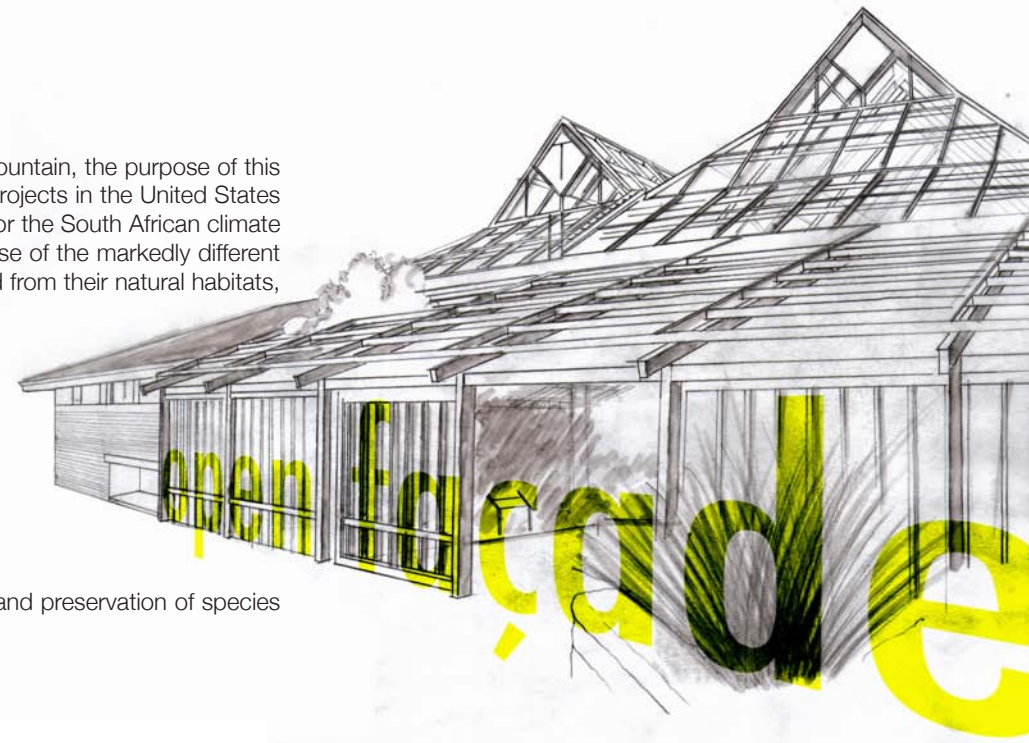 ountain, the purpose of this
rojects in the United States
or the South African climate
se of the markedly different
d from their natural habitats,
open façade
and preservation of species